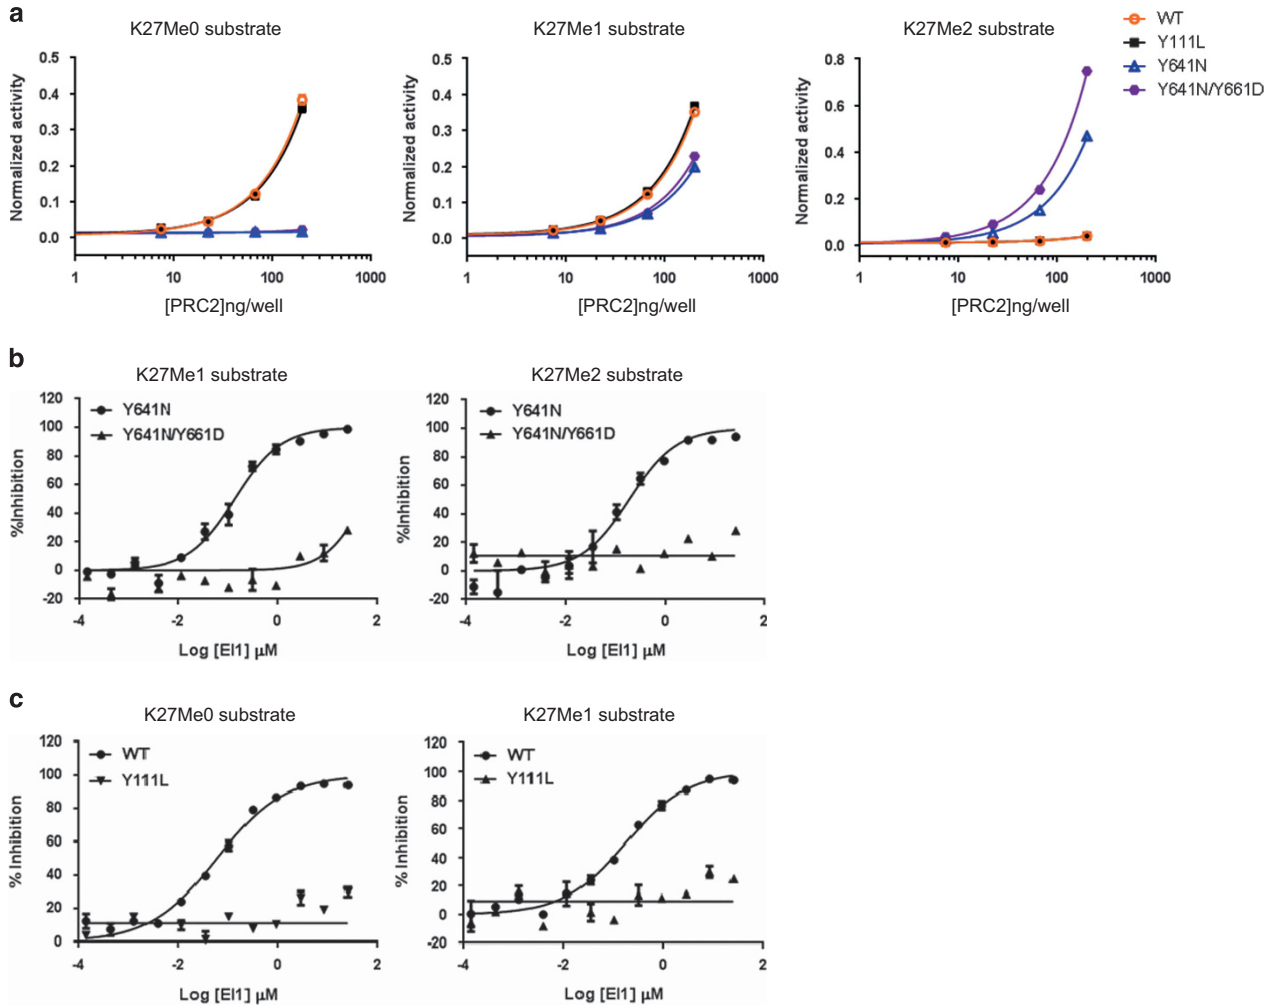 a
K27Me0 substrate
K27Me1 substrate
K27Me2 substrate
WT
Y111L
Y641N
Y641N/Y661D
Normalized activity
0.5
0.4
0.3
0.2
0.1
0.0
1 10 100 1000
[PRC2]ng/well
Normalized activity
0.5
0.4
0.3
0.2
0.1
0.0
1 10 100 1000
[PRC2]ng/well
Normalized activity
0.8
0.6
0.4
0.2
0.0
1 10 100 1000
[PRC2]ng/well
b
K27Me1 substrate
Y641N
Y641N/Y661D
%Inhibition
120
100
80
60
40
20
0
-20
-4 -2 0 2
Log [EI1] μM
K27Me2 substrate
Y641N
Y641N/Y661D
%Inhibition
120
100
80
60
40
20
0
-20
-4 -2 0 2
Log [EI1] μM
c
K27Me0 substrate
WT
Y111L
% Inhibition
120
100
80
60
40
20
0
-4 -2 0 2
Log [EI1] μM
K27Me1 substrate
WT
Y111L
% Inhibition
120
100
80
60
40
20
0
-20
-4 -2 0 2
Log [EI1] μM